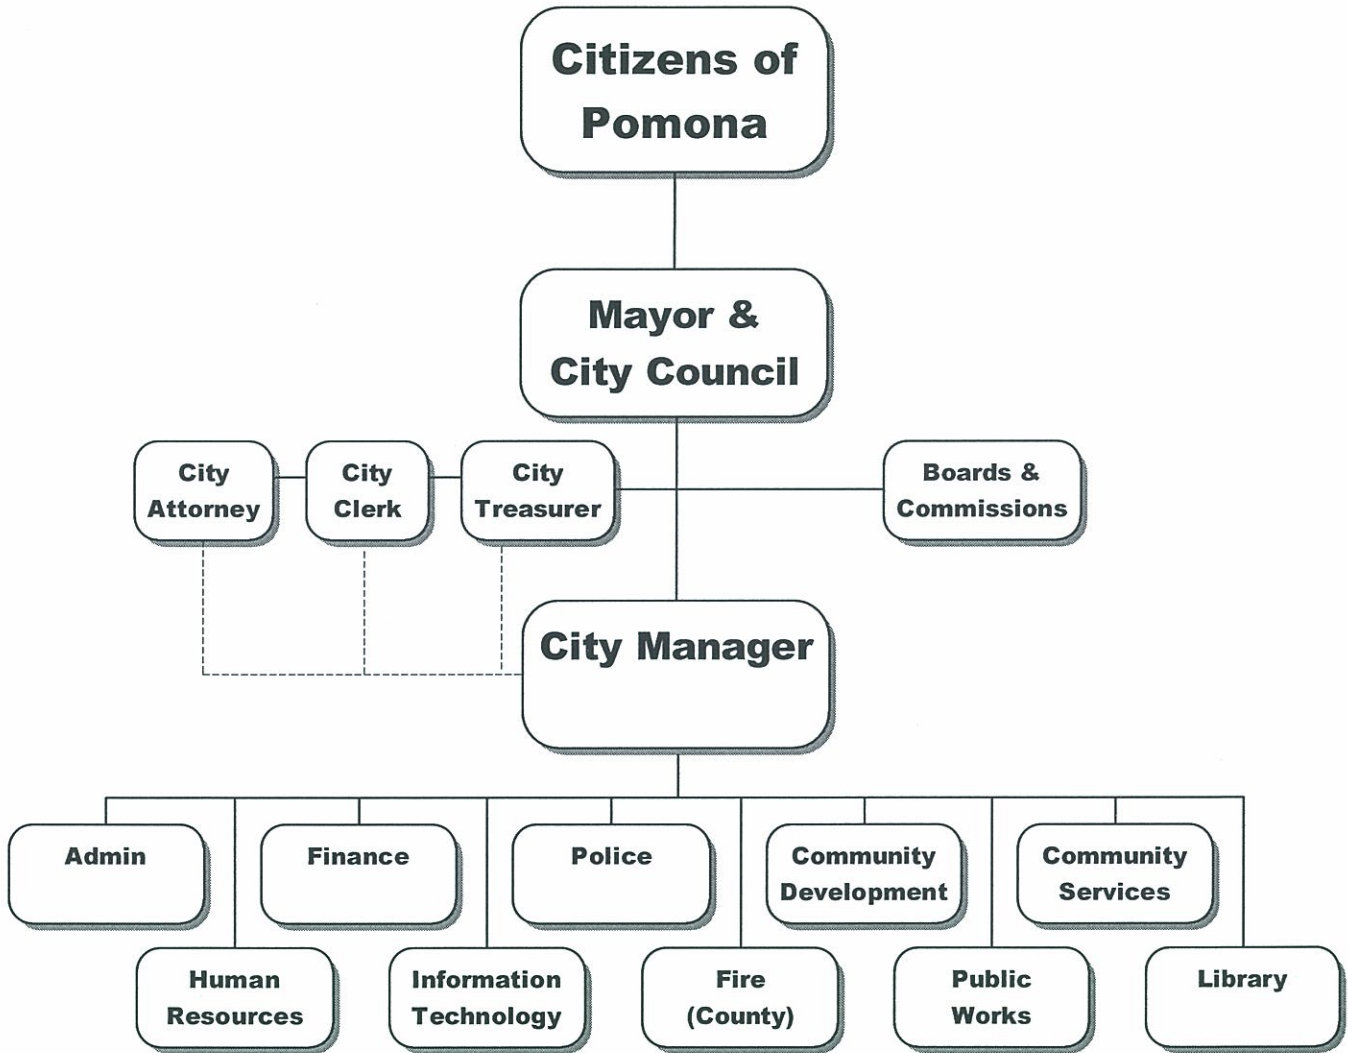 Citizens of
Pomona
Mayor &
City Council
City
Attorney
City
Clerk
City
Treasurer
Boards &
Commissions
City Manager
Admin
Finance
Police
Community
Development
Community
Services
Human
Resources
Information
Technology
Fire
(County)
Public
Works
Library